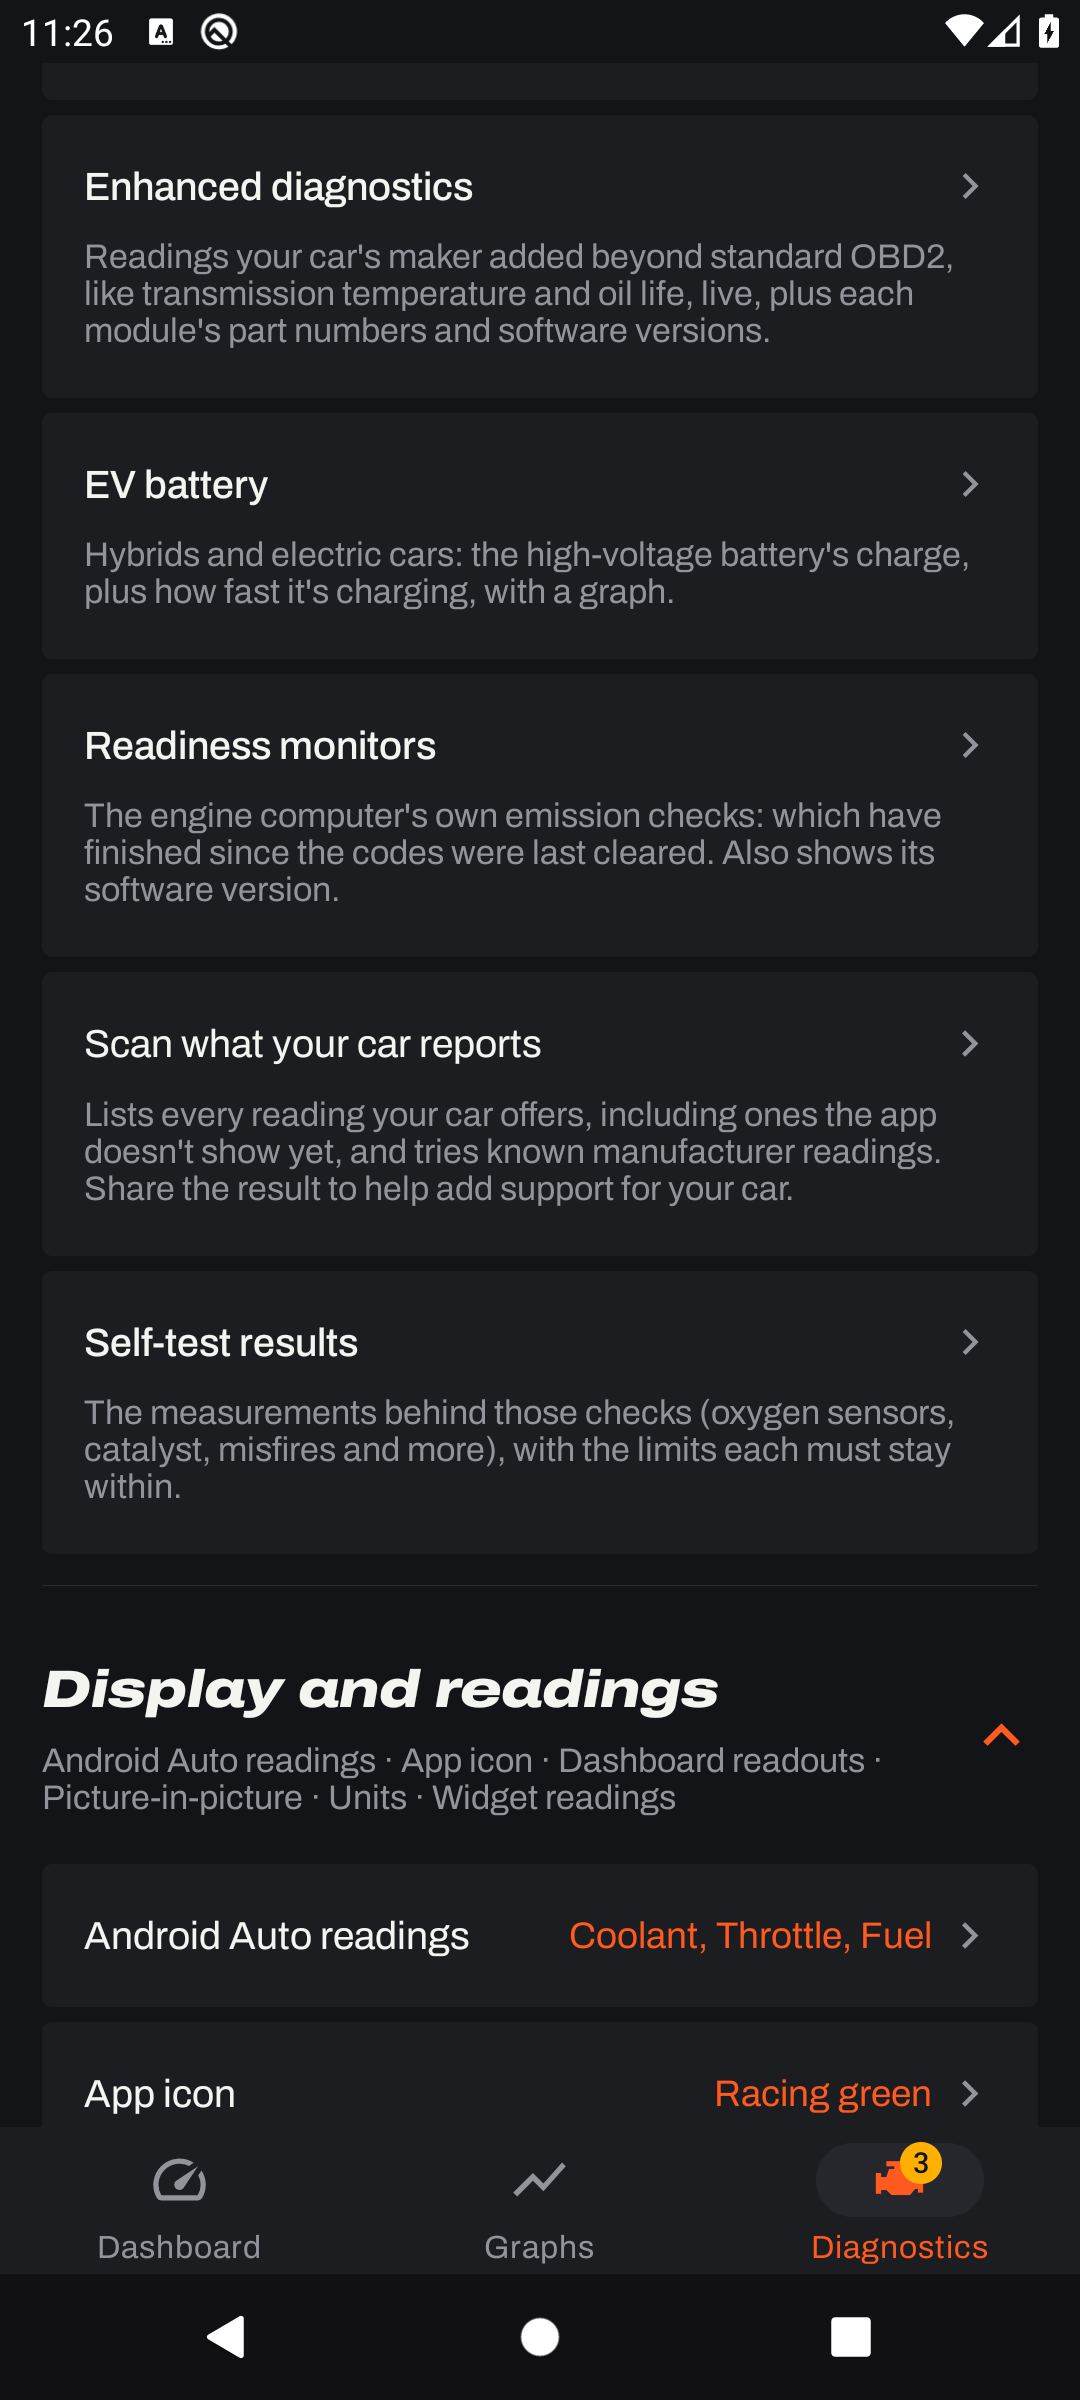 11:26
Enhanced diagnostics
Readings your car's maker added beyond standard OBD2,
like transmission temperature and oil life, live, plus each
module's part numbers and software versions.
EV battery
Hybrids and electric cars: the high-voltage battery's charge,
plus how fast it's charging, with a graph.
Readiness monitors
The engine computer's own emission checks: which have
finished since the codes were last cleared. Also shows its
software version.
Scan what your car reports
Lists every reading your car offers, including ones the app
doesn't show yet, and tries known manufacturer readings.
Share the result to help add support for your car.
Self-test results
The measurements behind those checks (oxygen sensors,
catalyst, misfires and more), with the limits each must stay
within.
Display and readings
Android Auto readings · App icon · Dashboard readouts ·
Picture-in-picture · Units · Widget readings
Android Auto readings Coolant, Throttle, Fuel
App icon Racing green
3
Dashboard Graphs Diagnostics